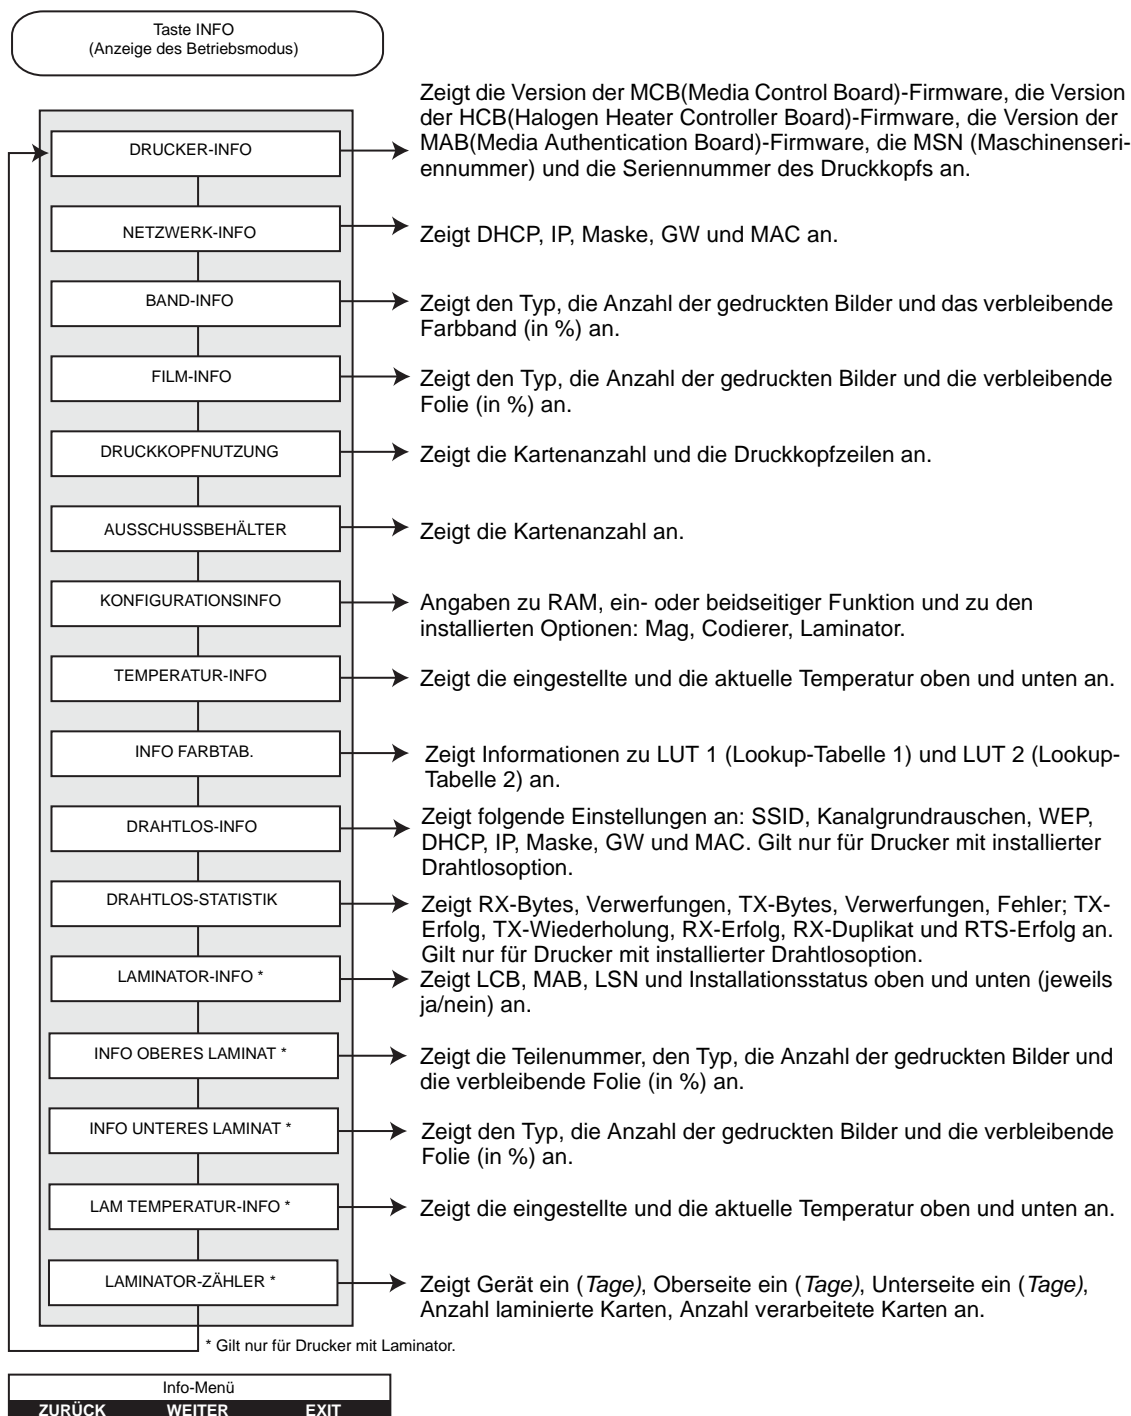 Taste INFO
(Anzeige des Betriebsmodus)
DRUCKER-INFO
Zeigt die Version der MCB(Media Control Board)-Firmware, die Version
der HCB(Halogen Heater Controller Board)-Firmware, die Version der
MAB(Media Authentication Board)-Firmware, die MSN (Maschinenseri-
ennummer) und die Seriennummer des Druckkopfs an.
NETZWERK-INFO
Zeigt DHCP, IP, Maske, GW und MAC an.
BAND-INFO
Zeigt den Typ, die Anzahl der gedruckten Bilder und das verbleibende
Farbband (in %) an.
FILM-INFO
Zeigt den Typ, die Anzahl der gedruckten Bilder und die verbleibende
Folie (in %) an.
DRUCKKOPFNUTZUNG
Zeigt die Kartenanzahl und die Druckkopfzeilen an.
AUSSCHUSSBEHÄLTER
Zeigt die Kartenanzahl an.
KONFIGURATIONSINFO
Angaben zu RAM, ein- oder beidseitiger Funktion und zu den
installierten Optionen: Mag, Codierer, Laminator.
TEMPERATUR-INFO
Zeigt die eingestellte und die aktuelle Temperatur oben und unten an.
INFO FARBTAB.
Zeigt Informationen zu LUT 1 (Lookup-Tabelle 1) und LUT 2 (Lookup-
Tabelle 2) an.
DRAHTLOS-INFO
Zeigt folgende Einstellungen an: SSID, Kanalgrundrauschen, WEP,
DHCP, IP, Maske, GW und MAC. Gilt nur für Drucker mit installierter
Drahtlosoption.
DRAHTLOS-STATISTIK
Zeigt RX-Bytes, Verwerfungen, TX-Bytes, Verwerfungen, Fehler; TX-
Erfolg, TX-Wiederholung, RX-Erfolg, RX-Duplikat und RTS-Erfolg an.
Gilt nur für Drucker mit installierter Drahtlosoption.
LAMINATOR-INFO *
Zeigt LCB, MAB, LSN und Installationsstatus oben und unten (jeweils
ja/nein) an.
INFO OBERES LAMINAT *
Zeigt die Teilenummer, den Typ, die Anzahl der gedruckten Bilder und
die verbleibende Folie (in %) an.
INFO UNTERES LAMINAT *
Zeigt den Typ, die Anzahl der gedruckten Bilder und die verbleibende
Folie (in %) an.
LAM TEMPERATUR-INFO *
Zeigt die eingestellte und die aktuelle Temperatur oben und unten an.
LAMINATOR-ZÄHLER *
Zeigt Gerät ein (Tage), Oberseite ein (Tage), Unterseite ein (Tage),
Anzahl laminierte Karten, Anzahl verarbeitete Karten an.
* Gilt nur für Drucker mit Laminator.
Info-Menü
ZURÜCK WEITER EXIT